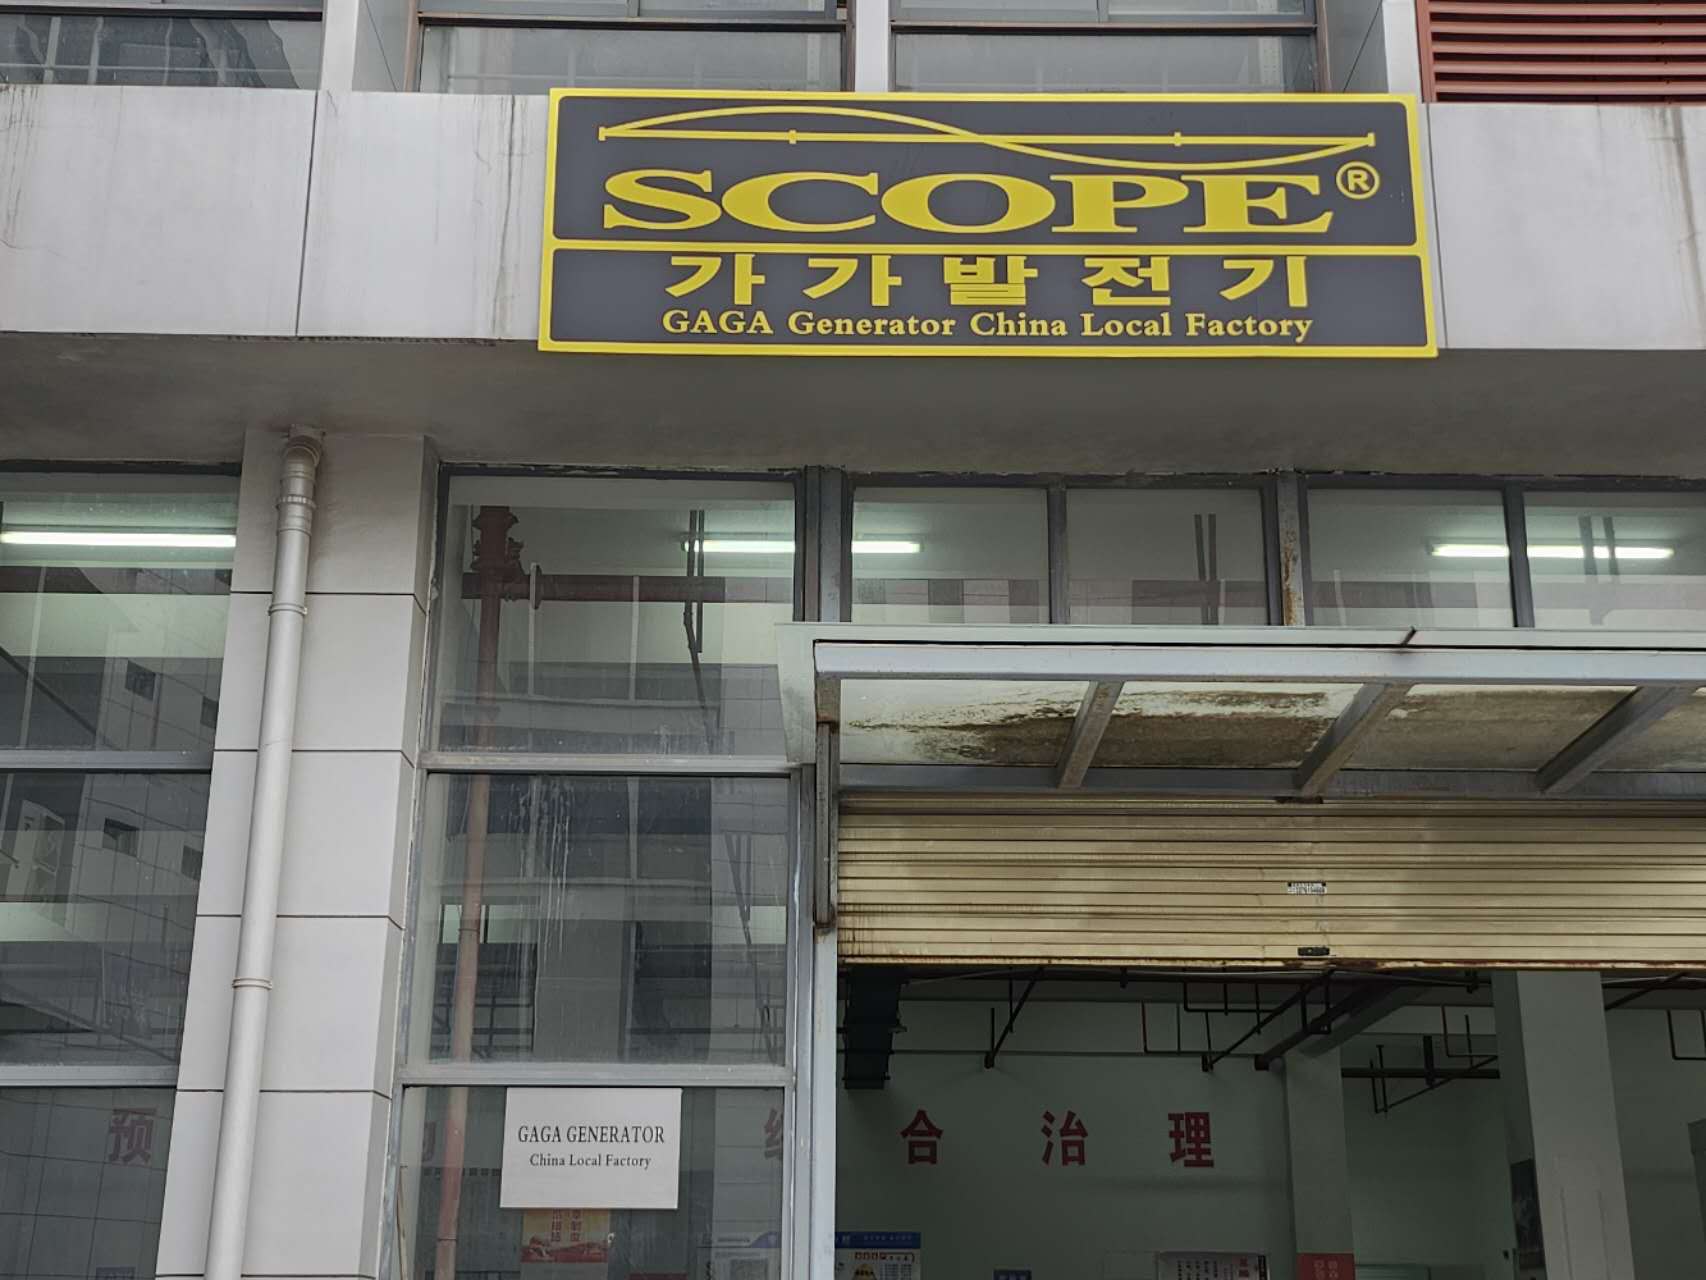 SCOPE®
가가발전기
GAGA Generator China Local Factory
预
综合治理
GAGA GENERATOR
China Local Factory